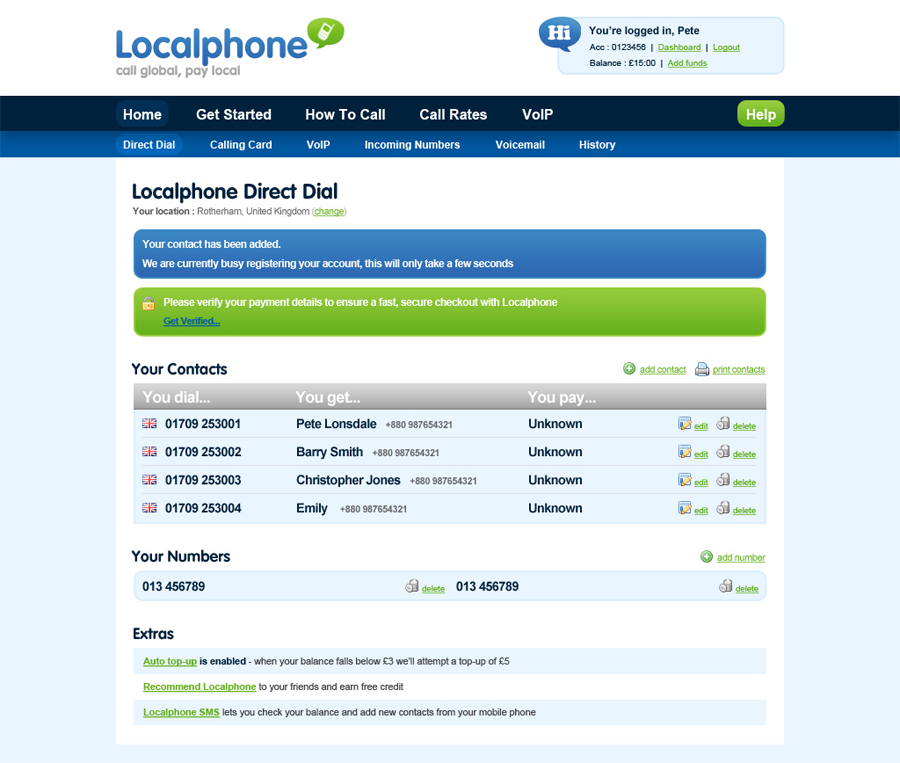 Localphone
call global, pay local
Hi
You're logged in, Pete
Acc : 0123456 | Dashboard | Logout
Balance : £15:00 | Add funds
Home Get Started How To Call Call Rates VoIP Help
Direct Dial Calling Card VoIP Incoming Numbers Voicemail History
Localphone Direct Dial
Your location : Rotherham, United Kingdom (change)
Your contact has been added.
We are currently busy registering your account, this will only take a few seconds
Please verify your payment details to ensure a fast, secure checkout with Localphone
Get Verified...
Your Contacts add contact print contacts
You dial... You get... You pay...
01709 253001 Pete Lonsdale +880 987654321 Unknown edit delete
01709 253002 Barry Smith +880 987654321 Unknown edit delete
01709 253003 Christopher Jones +880 987654321 Unknown edit delete
01709 253004 Emily +880 987654321 Unknown edit delete
Your Numbers add number
013 456789 delete 013 456789 delete
Extras
Auto top-up is enabled - when your balance falls below £3 we'll attempt a top-up of £5
Recommend Localphone to your friends and earn free credit
Localphone SMS lets you check your balance and add new contacts from your mobile phone